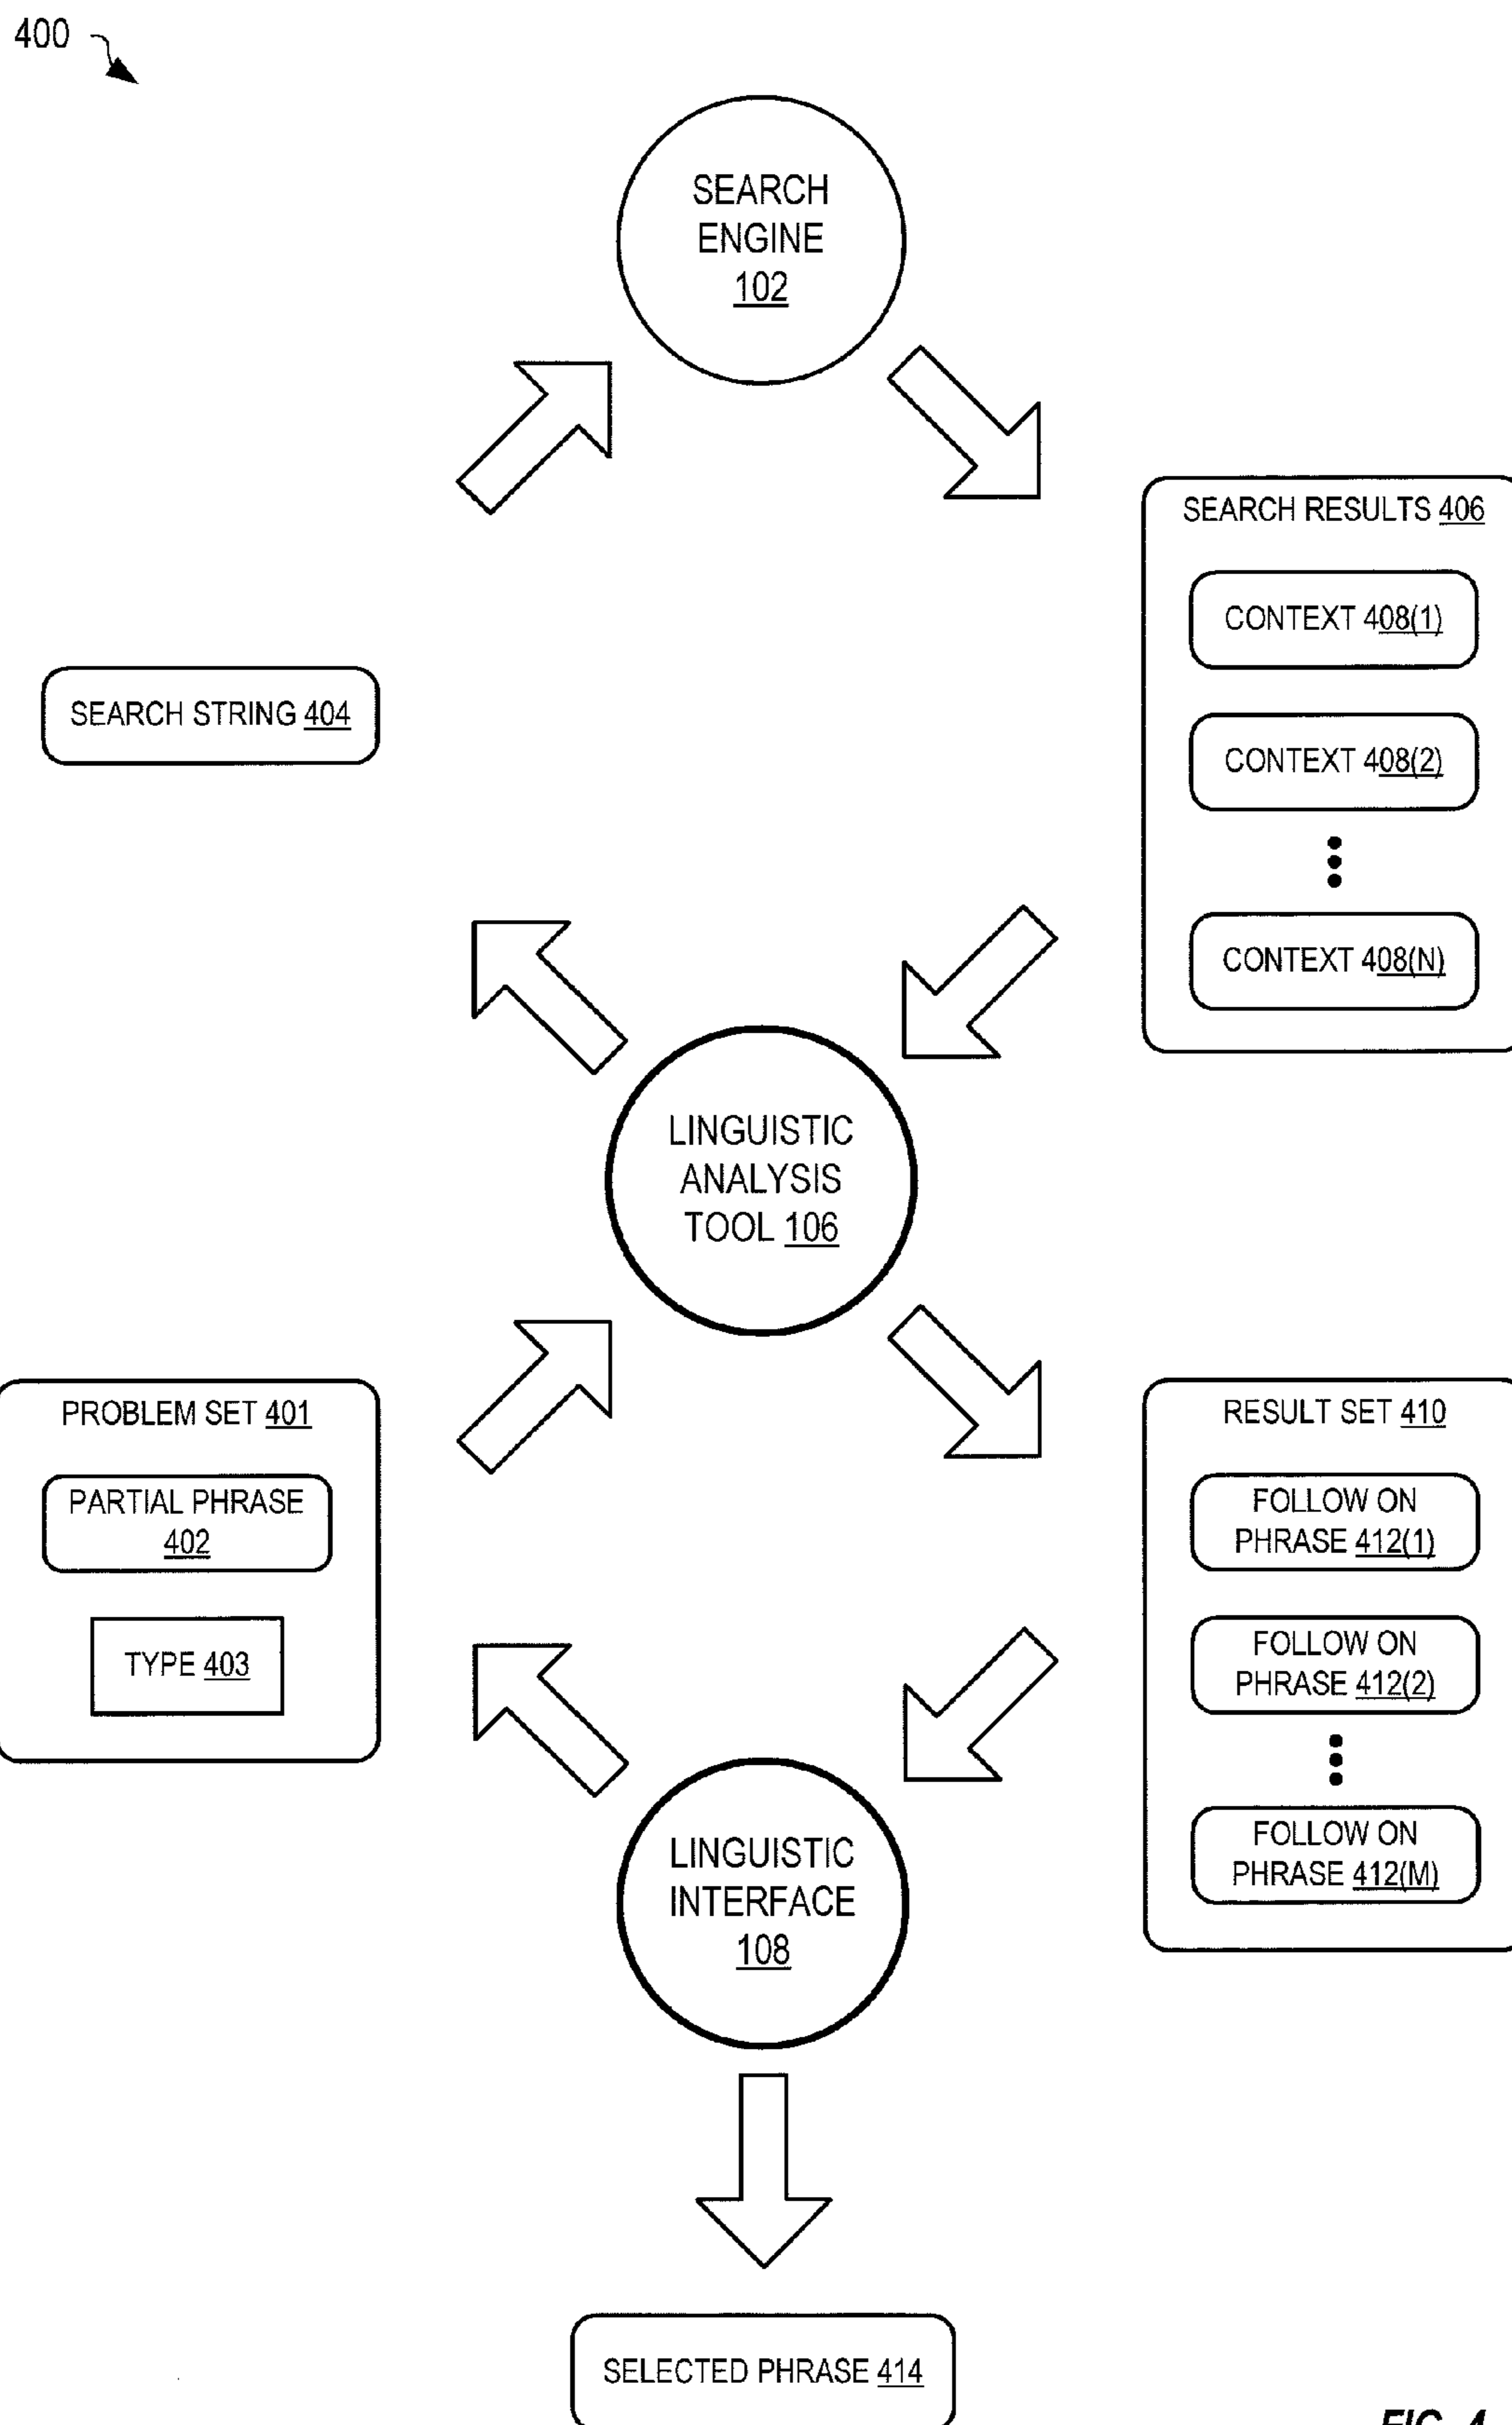 400
SEARCH
ENGINE
102
SEARCH RESULTS 406
CONTEXT 408(1)
SEARCH STRING 404
CONTEXT 408(2)
CONTEXT 408(N)
LINGUISTIC
ANALYSIS
TOOL 106
PROBLEM SET 401
PARTIAL PHRASE
402
TYPE 403
RESULT SET 410
FOLLOW ON
PHRASE 412(1)
FOLLOW ON
PHRASE 412(2)
FOLLOW ON
PHRASE 412(M)
LINGUISTIC
INTERFACE
108
SELECTED PHRASE 414
FIG. 4